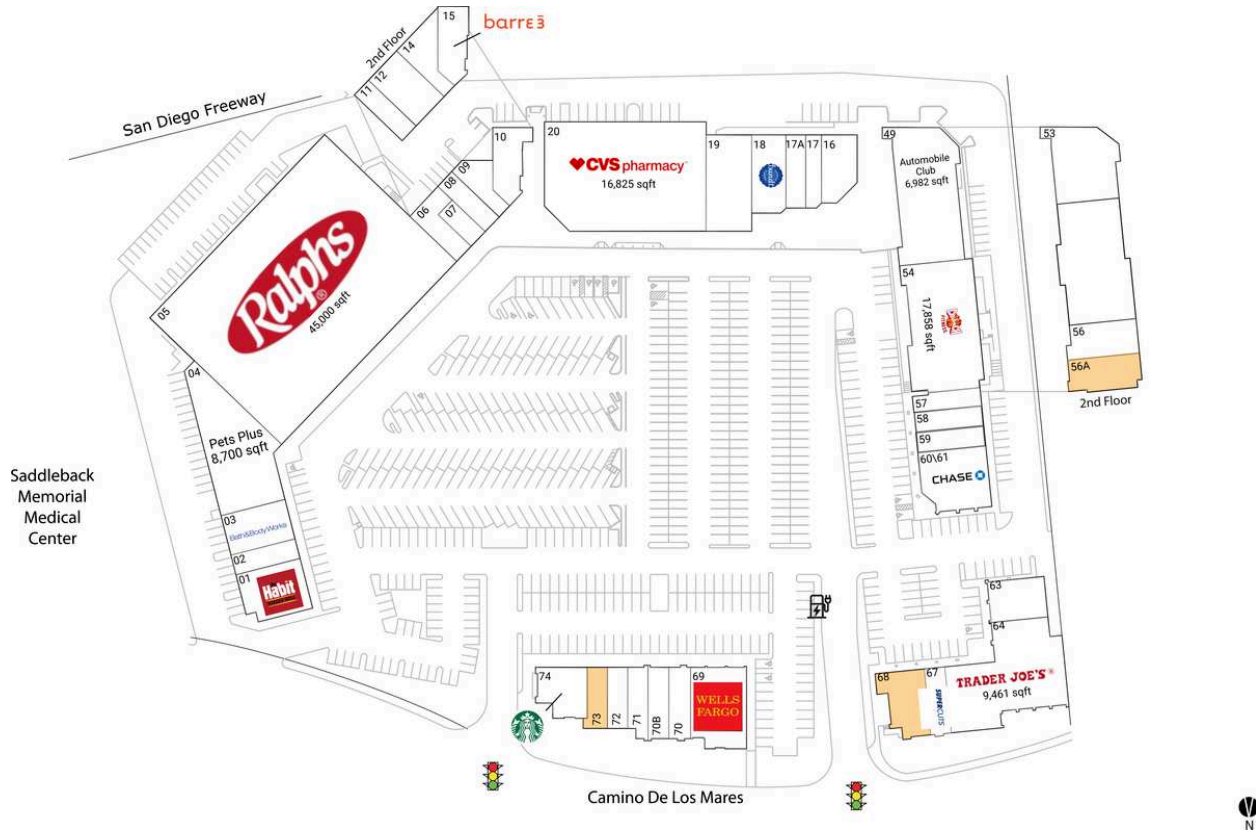 15
barrɛ3
2nd Floor
14
12
11
San Diego Freeway
10
09
08
07
06
20
CVS pharmacy
16,825 sqft
19
18
17A
17
16
49
Automobile
Club
6,982 sqft
53
54
17,858 sqft
56
56A
2nd Floor
57
58
59
60\61
CHASE
05
Ralphs
45,000 sqft
04
Pets Plus
8,700 sqft
03
Bath&BodyWorks
02
01
Habit
Saddleback
Memorial
Medical
Center
63
64
TRADER JOE'S
9,461 sqft
67
SUPERCUTS
68
74
73
72
71
70B
70
69
WELLS
FARGO
Camino De Los Mares
N